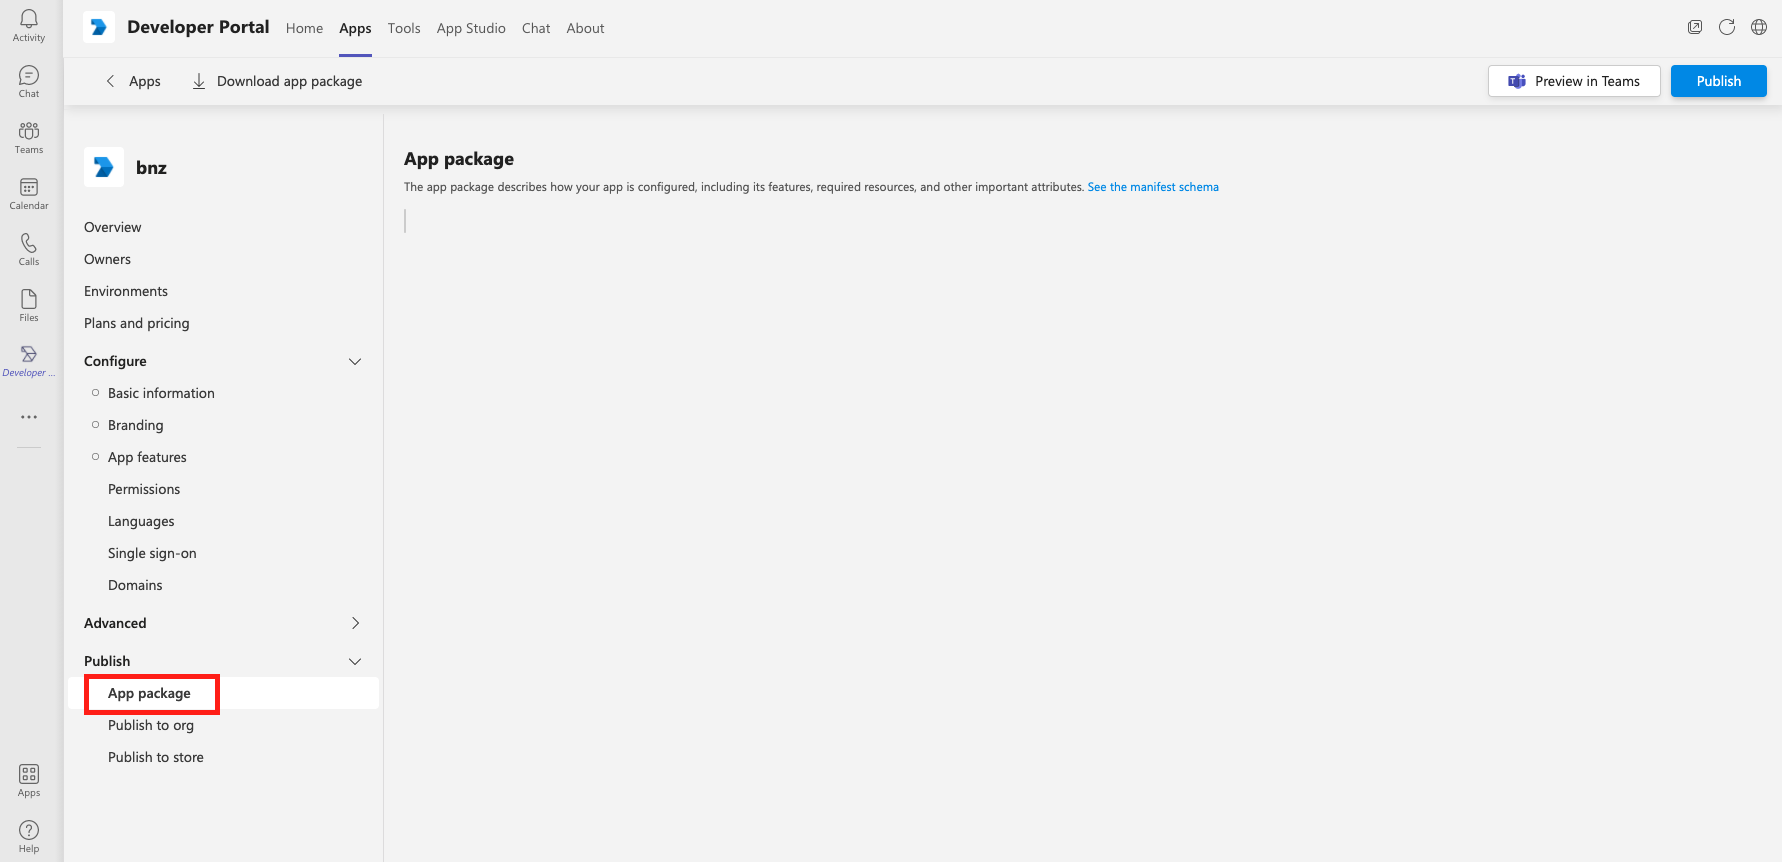 Activity
Chat
Teams
Calendar
Calls
Files
Developer ...
Apps
Help
Developer Portal Home Apps Tools App Studio Chat About
Apps Download app package Preview in Teams Publish
bnz
Overview
Owners
Environments
Plans and pricing
Configure
Basic information
Branding
App features
Permissions
Languages
Single sign-on
Domains
Advanced
Publish
App package
Publish to org
Publish to store
App package
The app package describes how your app is configured, including its features, required resources, and other important attributes. See the manifest schema